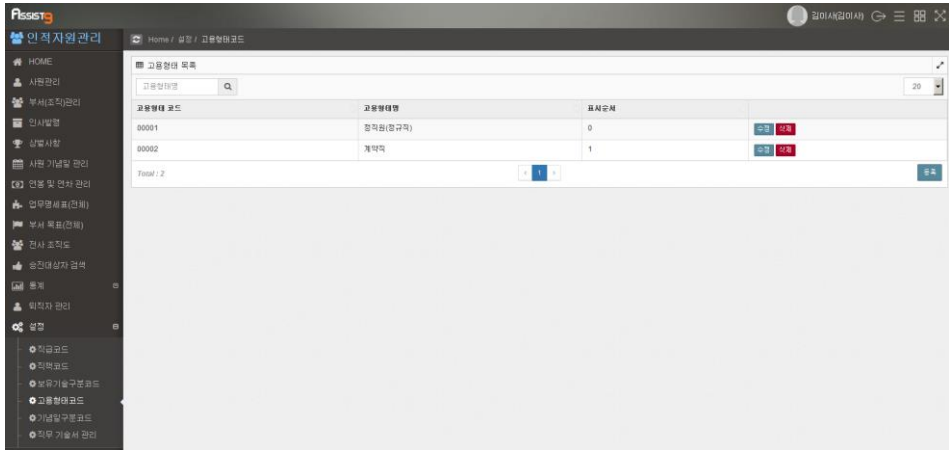 Assist9
김이사(김이사)
인적자원관리
Home / 설정 / 고용형태코드
HOME
사원관리
부서(조직)관리
인사발령
상벌사항
사원 기념일 관리
연봉 및 연차 관리
업무명세표(전체)
부서 목표(전체)
전사 조직도
승진대상자 검색
통계
퇴직자 관리
설정
직급코드
직책코드
보유기술구분코드
고용형태코드
기념일구분코드
직무 기술서 관리
고용형태 목록
고용형태명
20
고용형태 코드 고용형태명 표시순서
00001 정직원(정규직) 0 수정 삭제
00002 계약직 1 수정 삭제
Total : 2
1
등록